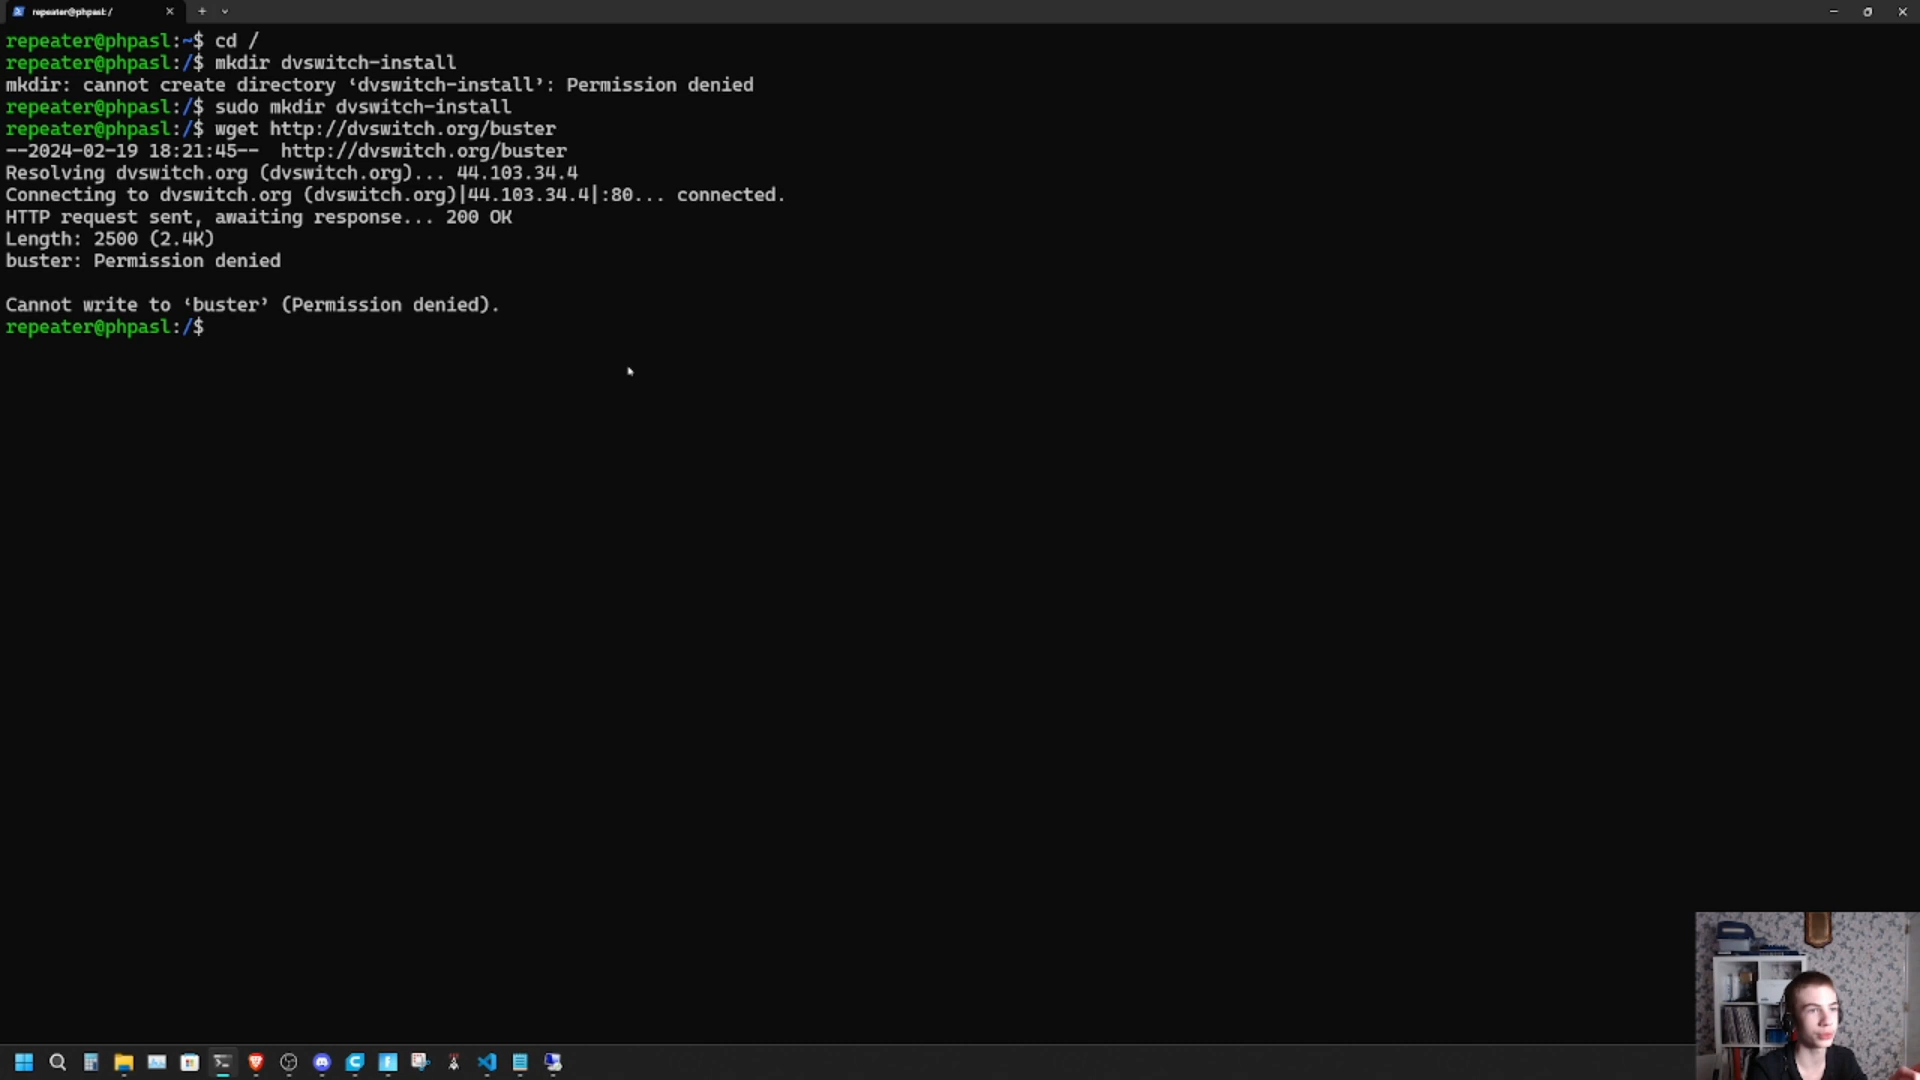 repeater@phpasl: /
repeater@phpasl:~$ cd /
repeater@phpasl:/$ mkdir dvswitch-install
mkdir: cannot create directory ‘dvswitch-install’: Permission denied
repeater@phpasl:/$ sudo mkdir dvswitch-install
repeater@phpasl:/$ wget http://dvswitch.org/buster
--2024-02-19 18:21:45--  http://dvswitch.org/buster
Resolving dvswitch.org (dvswitch.org)... 44.103.34.4
Connecting to dvswitch.org (dvswitch.org)|44.103.34.4|:80... connected.
HTTP request sent, awaiting response... 200 OK
Length: 2500 (2.4K)
buster: Permission denied
Cannot write to ‘buster’ (Permission denied).
repeater@phpasl:/$